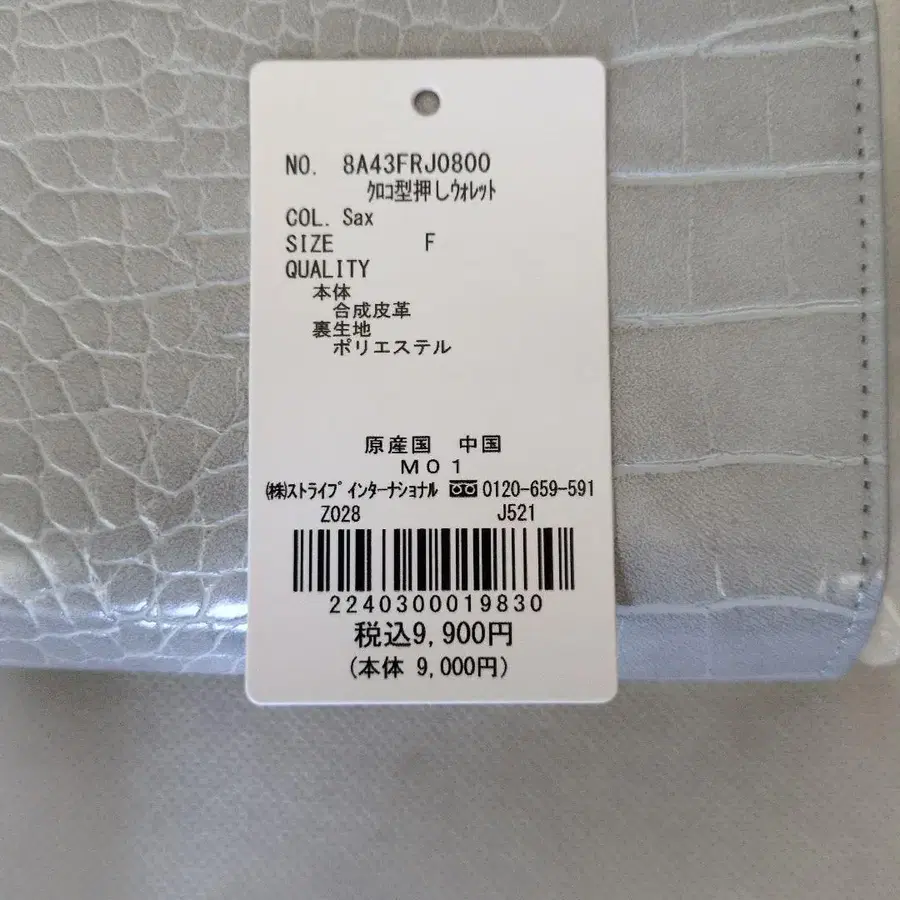 NO. 8A43FRJ0800
ｸﾛｺ型押しｳｫﾚｯﾄ
COL. Sax
SIZE F
QUALITY
本体
合成皮革
裏生地
ポリエステル
原産国 中国
M01
㈱ｽﾄﾗｲﾌﾟｲﾝﾀｰﾅｼｮﾅﾙ 0120-659-591
Z028 J521
2240300019830
税込9,900円
(本体 9,000円)